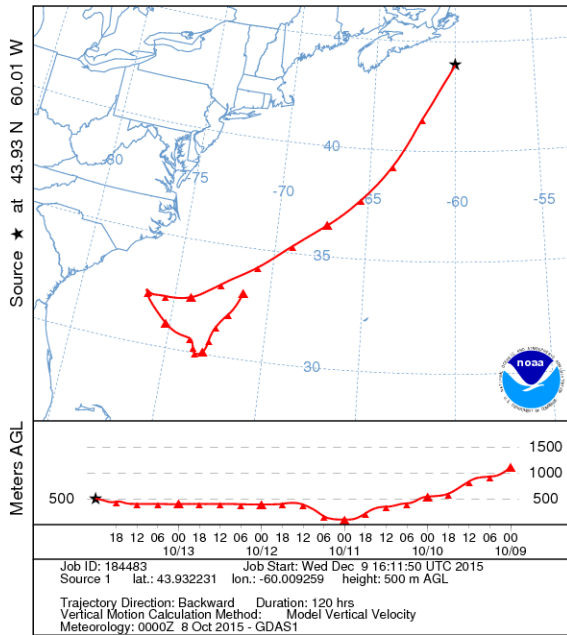 Source ★ at 43.93 N 60.01 W
45
40
-80
-75
-70
-65
-60
-55
35
30
noaa
Meters AGL
1500
1000
500
500
18 12 06 00 18 12 06 00 18 12 06 00 18 12 06 00 18 12 06 00
10/13 10/12 10/11 10/10 10/09
Job ID: 184483 Job Start: Wed Dec 9 16:11:50 UTC 2015
Source 1 lat.: 43.932231 lon.: -60.009259 height: 500 m AGL
Trajectory Direction: Backward Duration: 120 hrs
Vertical Motion Calculation Method: Model Vertical Velocity
Meteorology: 0000Z 8 Oct 2015 - GDAS1